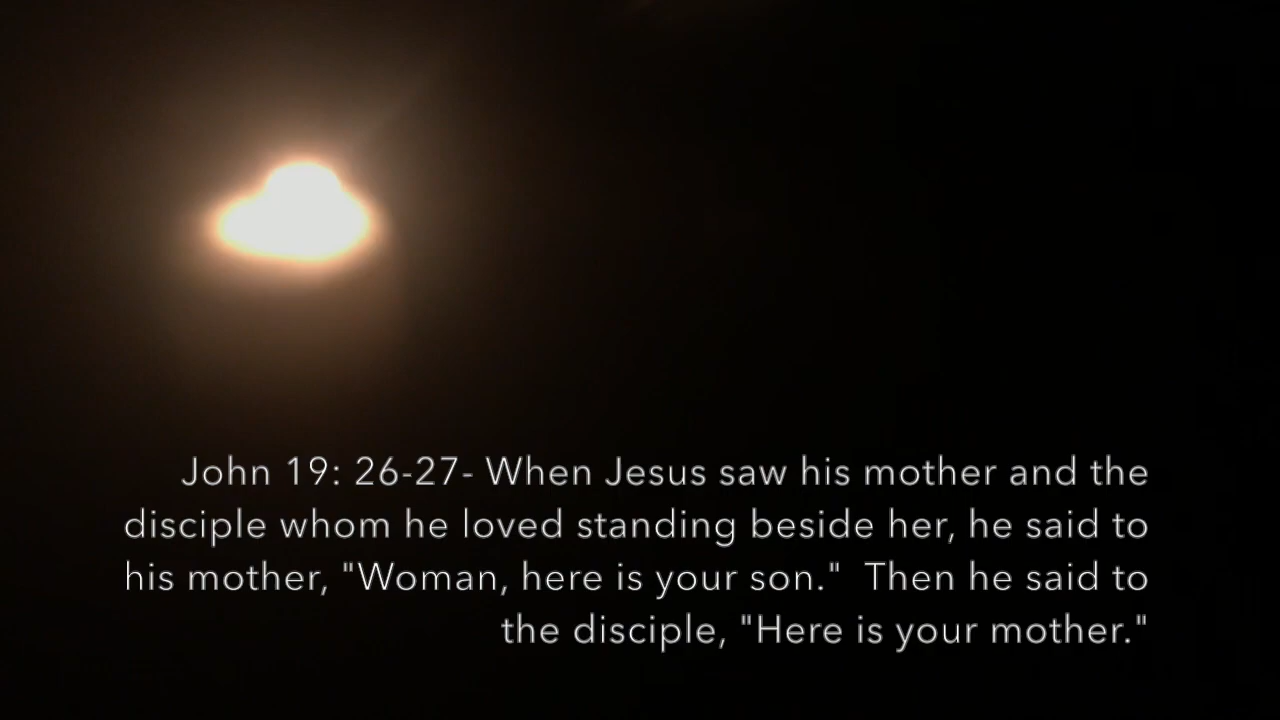 John 19: 26-27- When Jesus saw his mother and the
disciple whom he loved standing beside her, he said to
his mother, "Woman, here is your son."  Then he said to
the disciple, "Here is your mother."